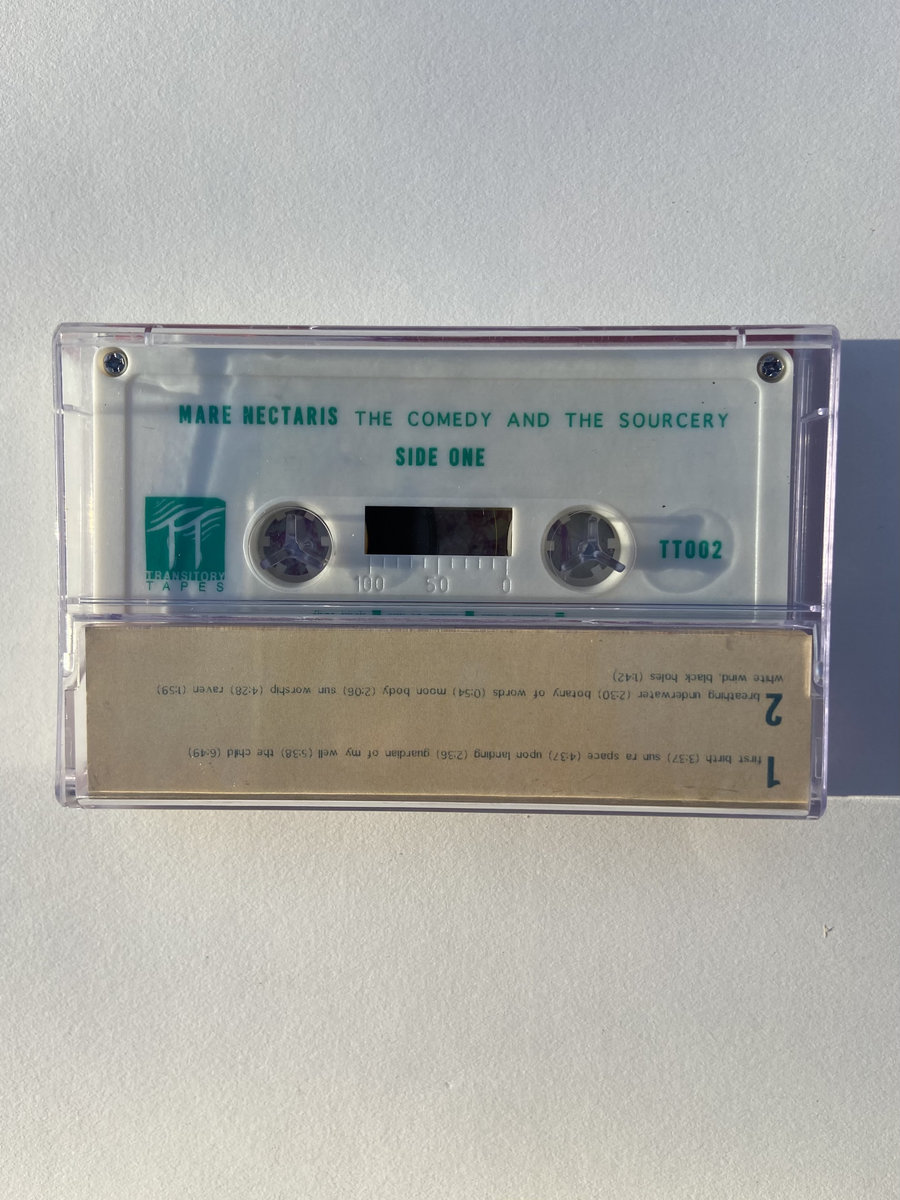 MARE NECTARIS THE COMEDY AND THE SOURCERY
SIDE ONE
TT
TRANSITORY
TAPES
TT002
100 50 0
1
first birth (3:37) sun ra space (4:37) upon landing (2:36) guardian of my well (5:38) the child (6:49)
2
breathing underwater (2:30) botany of words (0:54) moon body (2:06) sun worship (4:28) raven (1:59)
white wind, black holes (1:42)